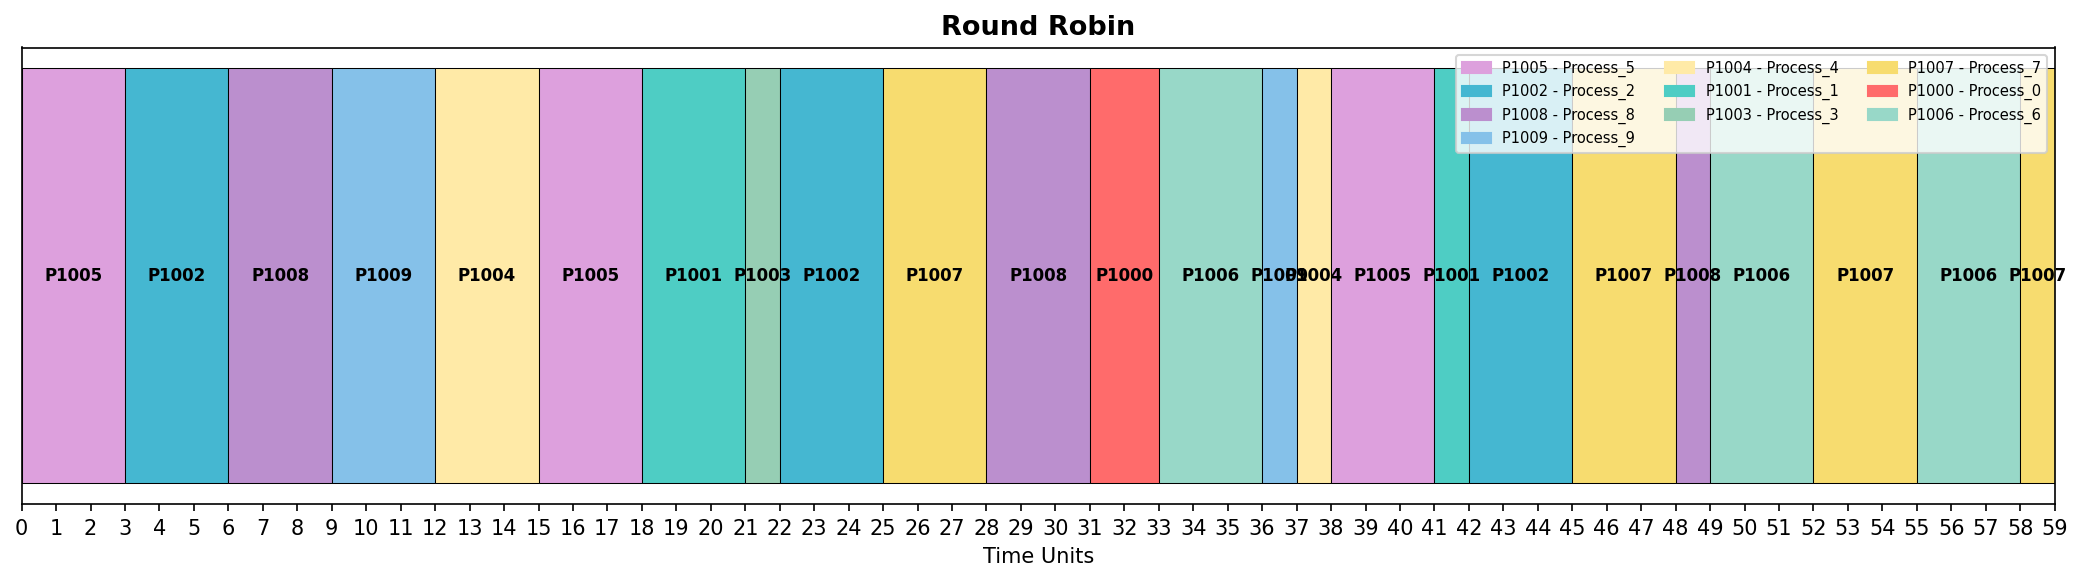 Round Robin
P1005 - Process_5 P1004 - Process_4 P1007 - Process_7
P1002 - Process_2 P1001 - Process_1 P1000 - Process_0
P1008 - Process_8 P1003 - Process_3 P1006 - Process_6
P1009 - Process_9
P1005 P1002 P1008 P1009 P1004 P1005 P1001 P1003 P1002 P1007 P1008 P1000 P1006 P1009 P1004 P1005 P1001 P1002 P1007 P1008 P1006 P1007 P1006 P1007
0 1 2 3 4 5 6 7 8 9 10 11 12 13 14 15 16 17 18 19 20 21 22 23 24 25 26 27 28 29 30 31 32 33 34 35 36 37 38 39 40 41 42 43 44 45 46 47 48 49 50 51 52 53 54 55 56 57 58 59
Time Units